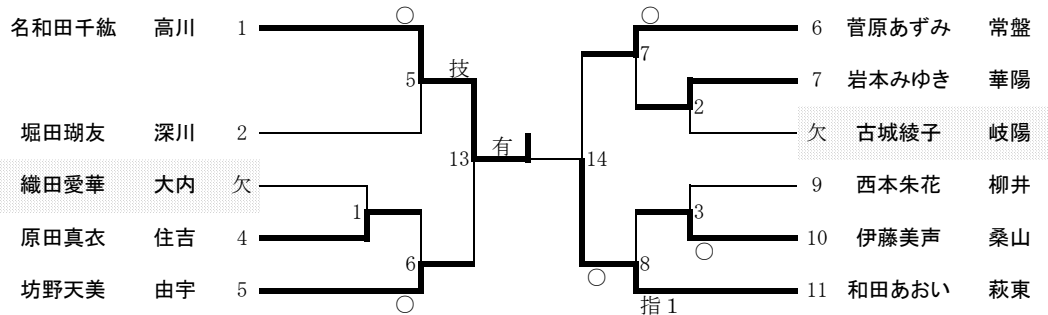 ○ ○
名和田千紘 高川 1 6 菅原あずみ 常盤
7
5 技 7 岩本みゆき 華陽
2
堀田瑚友 深川 2 欠 古城綾子 岐陽
有
13 14
織田愛華 大内 欠 9 西本朱花 柳井
1 3
原田真衣 住吉 4 10 伊藤美声 桑山
○
6 8
○
坊野天美 由宇 5 11 和田あおい 萩東
○ 指1